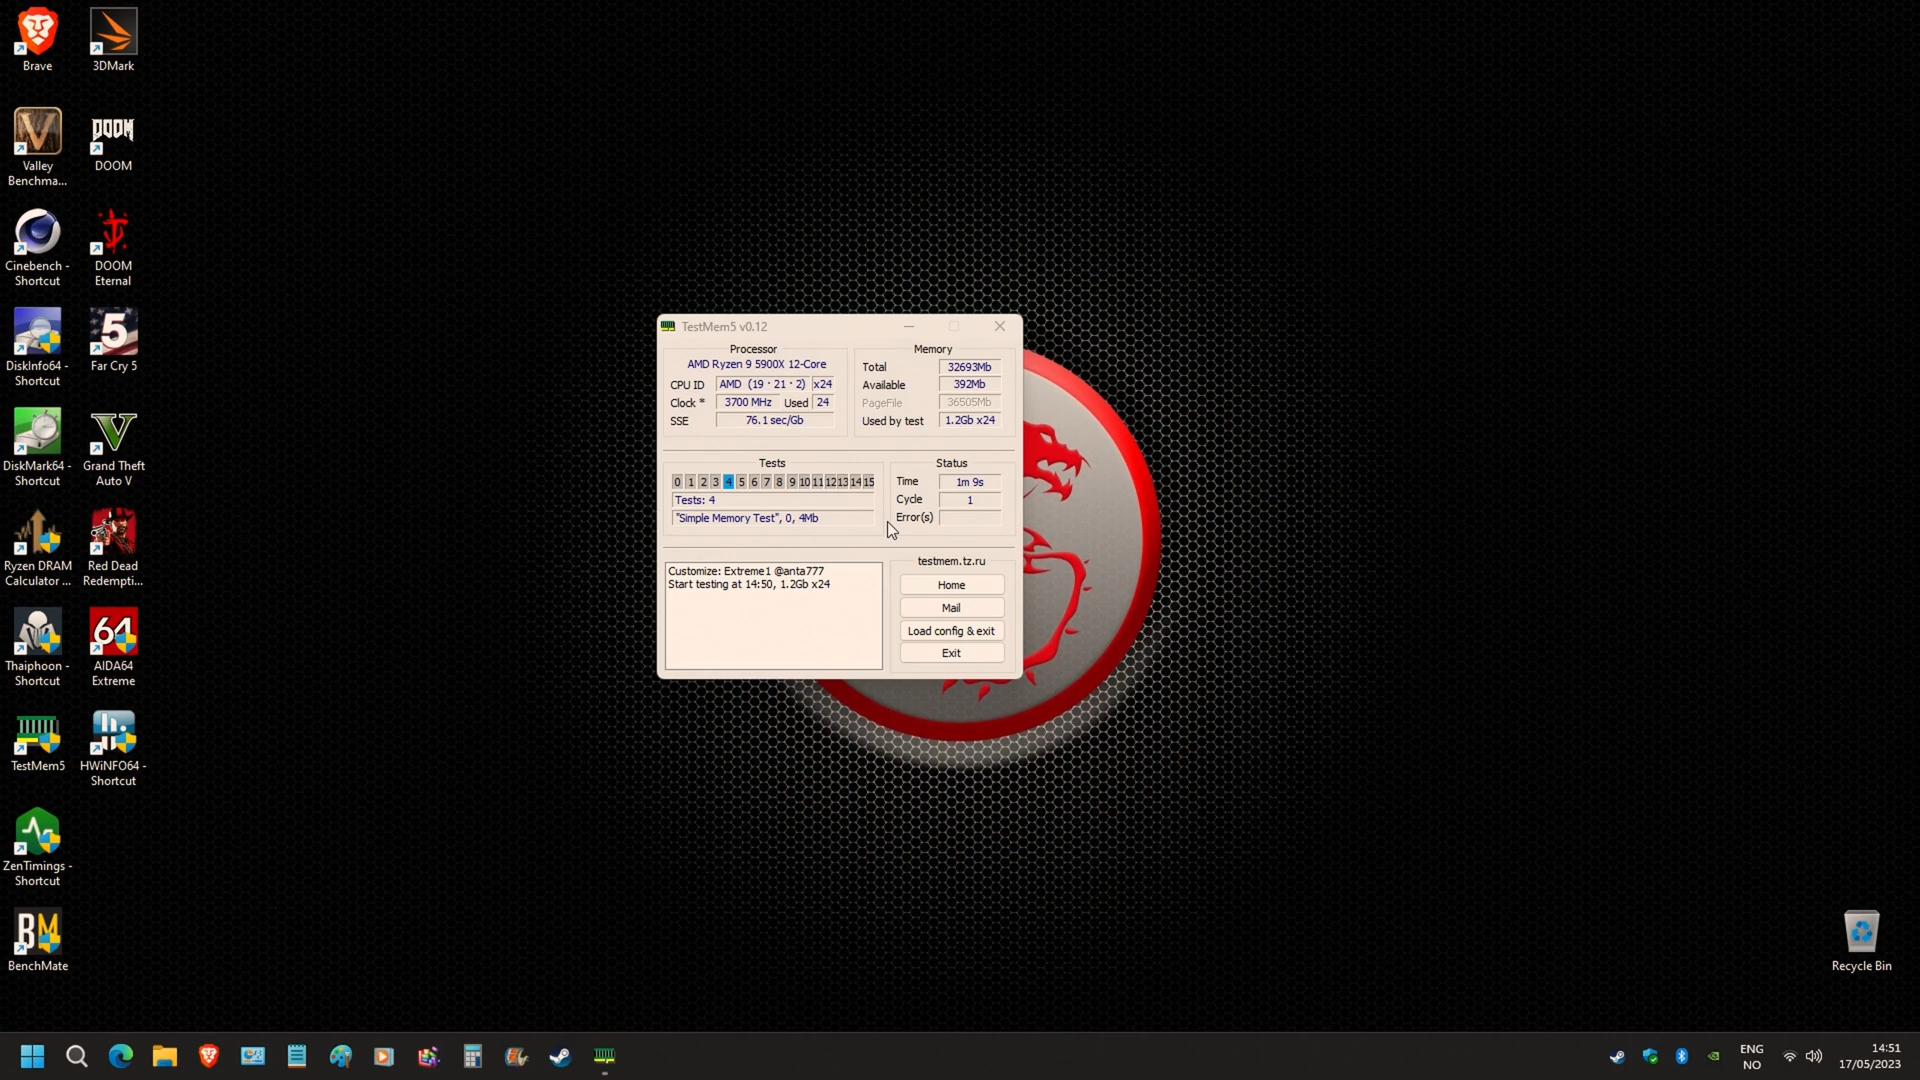 Brave
3DMark
Valley
Benchma...
DOOM
DOOM
Cinebench -
Shortcut
DOOM
Eternal
DiskInfo64 -
Shortcut
5
Far Cry 5
DiskMark64 -
Shortcut
Grand Theft
Auto V
Ryzen DRAM
Calculator ...
Red Dead
Redempti...
Thaiphoon -
Shortcut
64
AIDA64
Extreme
TestMem5
HWiNFO64 -
Shortcut
ZenTimings -
Shortcut
BM
BenchMate
TestMem5 v0.12
Processor
AMD Ryzen 9 5900X 12-Core
CPU ID AMD (19 · 21 · 2) x24
Clock * 3700 MHz Used 24
SSE 76.1 sec/Gb
Memory
Total 32693Mb
Available 392Mb
PageFile 36505Mb
Used by test 1.2Gb x24
Tests
0 1 2 3 4 5 6 7 8 9 10 11 12 13 14 15
Tests: 4
"Simple Memory Test", 0, 4Mb
Status
Time 1m 9s
Cycle 1
Error(s)
Customize: Extreme1 @anta777
Start testing at 14:50, 1.2Gb x24
testmem.tz.ru
Home
Mail
Load config & exit
Exit
Recycle Bin
ENG
NO
14:51
17/05/2023